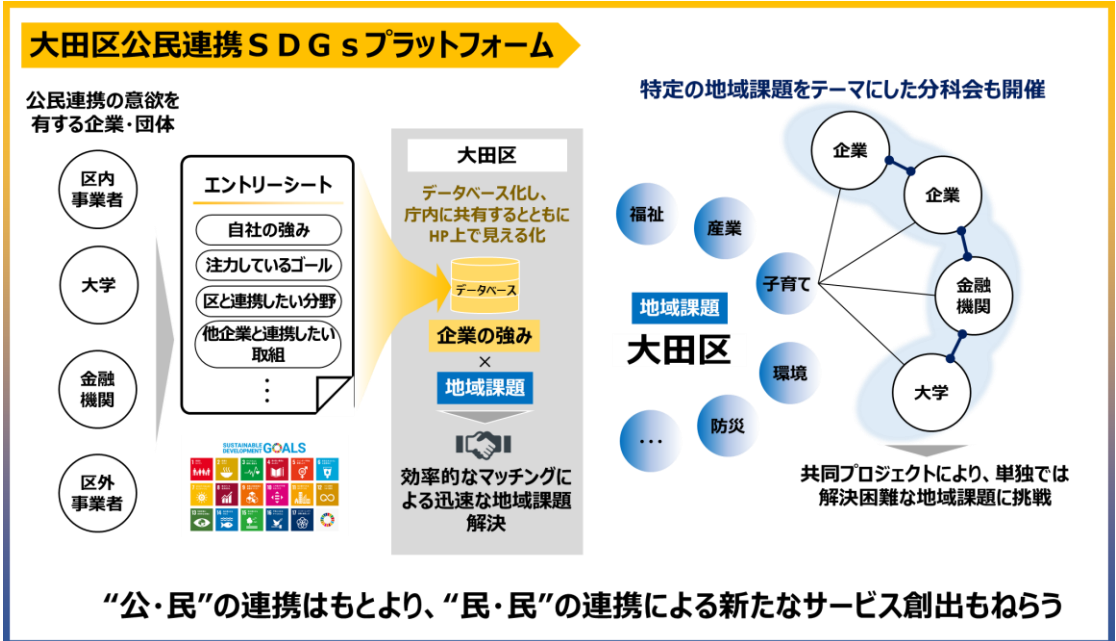 大田区公民連携SDGsプラットフォーム
公民連携の意欲を
有する企業・団体
区内
事業者
大学
金融
機関
区外
事業者
エントリーシート
自社の強み
注力しているゴール
区と連携したい分野
他企業と連携したい
取組
⋮
SUSTAINABLE
DEVELOPMENT
GOALS
大田区
データベース化し、
庁内に共有するとともに
HP上で見える化
データベース
企業の強み
×
地域課題
効率的なマッチングに
よる迅速な地域課題
解決
特定の地域課題をテーマにした分科会も開催
福祉
産業
子育て
環境
防災
…
地域課題
大田区
企業
企業
金融
機関
大学
共同プロジェクトにより、単独では
解決困難な地域課題に挑戦
“公・民”の連携はもとより、“民・民”の連携による新たなサービス創出もねらう